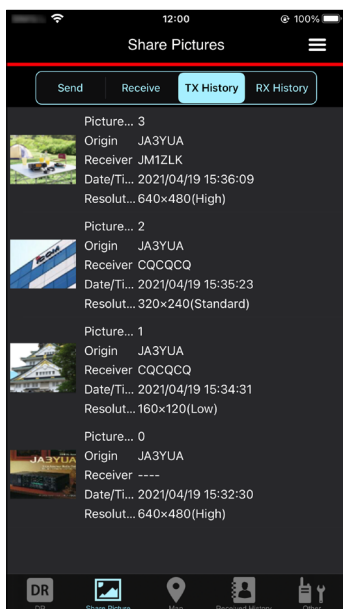 12:00 100%
Share Pictures
Send Receive TX History RX History
Picture... 3
Origin JA3YUA
Receiver JM1ZLK
Date/Ti... 2021/04/19 15:36:09
Resolut... 640×480(High)
Picture... 2
Origin JA3YUA
Receiver CQCQCQ
Date/Ti... 2021/04/19 15:35:23
Resolut... 320×240(Standard)
ICOM
Picture... 1
Origin JA3YUA
Receiver CQCQCQ
Date/Ti... 2021/04/19 15:34:31
Resolut... 160×120(Low)
Picture... 0
Origin JA3YUA
Receiver ----
Date/Ti... 2021/04/19 15:32:30
Resolut... 640×480(High)
JA3YUA
DR
DR Share Picture Map Received History Other